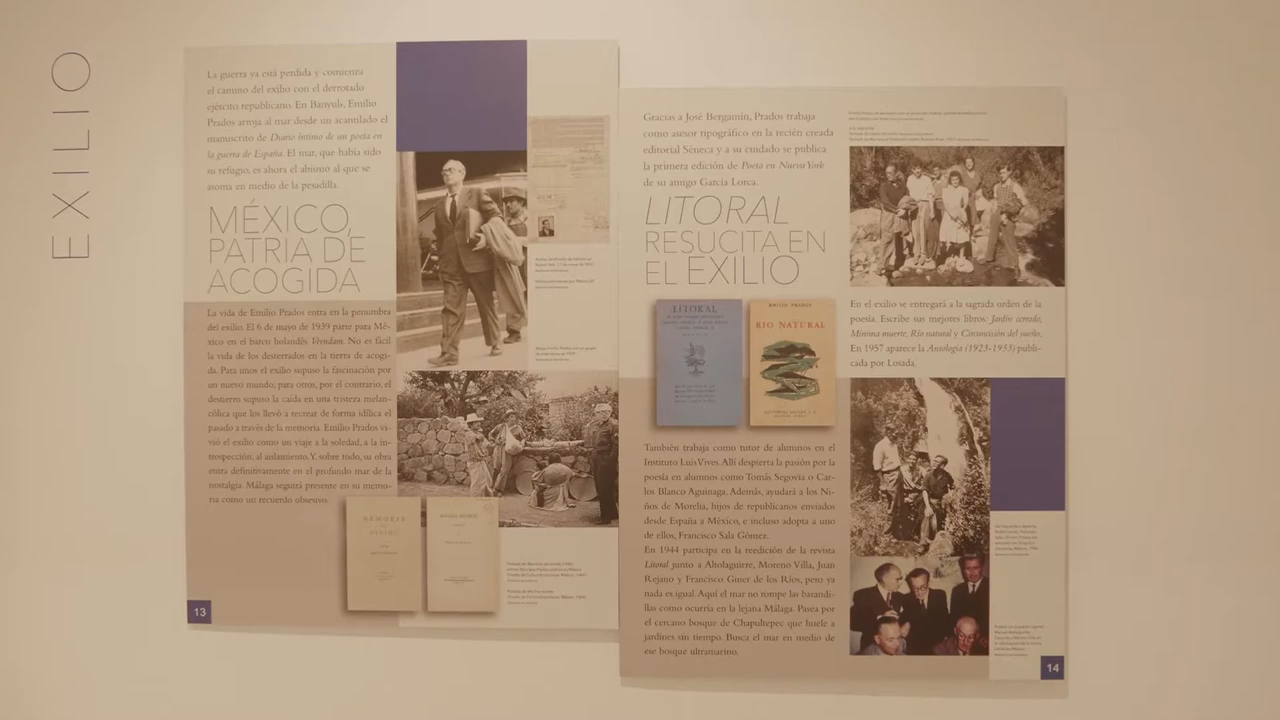 EXILIO
La guerra ya está perdida y comienza
el camino del exilio con el derrotado
ejército republicano. En Banyuls, Emilio
Prados arroja al mar desde un acantilado el
manuscrito de Diario íntimo de un poeta en
la guerra de España. El mar, que había sido
su refugio, es ahora el abismo al que se
asoma en medio de la pesadilla.
MÉXICO,
PATRIA DE
ACOGIDA
La vida de Emilio Prados entra en la penumbra
del exilio. El 6 de mayo de 1939 parte para Mé-
xico en el barco holandés Veendam. No es fácil
la vida de los desterrados en la tierra de acogi-
da. Para unos el exilio supuso la fascinación por
un nuevo mundo; para otros, por el contrario, el
destierro supuso la caída en una tristeza melan-
cólica que los llevó a recrear de forma idílica el
pasado a través de la memoria. Emilio Prados vi-
vió el exilio como un viaje a la soledad, a la in-
trospección, al aislamiento. Y, sobre todo, su obra
entra definitivamente en el profundo mar de la
nostalgia. Málaga seguirá presente en su memo-
ria como un recuerdo obsesivo.
MEMORIA
OLVIDO
13
Gracias a José Bergamín, Prados trabaja
como asesor tipográfico en la recién creada
editorial Séneca y a su cuidado se publica
la primera edición de Poeta en Nueva York
de su amigo García Lorca.
LITORAL
RESUCITA EN
EL EXILIO
LITORAL
EMILIO PRADOS
RIO NATURAL
También trabaja como tutor de alumnos en el
Instituto Luis Vives. Allí despierta la pasión por la
poesía en alumnos como Tomás Segovia o Car-
los Blanco Aguinaga. Además, ayudará a los Ni-
ños de Morelia, hijos de republicanos enviados
desde España a México, e incluso adopta a uno
de ellos, Francisco Sala Gómez.
En 1944 participa en la reedición de la revista
Litoral junto a Altolaguirre, Moreno Villa, Juan
Rejano y Francisco Giner de los Ríos, pero ya
nada es igual. Aquí el mar no rompe las barandi-
llas como ocurría en la lejana Málaga. Pasea por
el cercano bosque de Chapultepec que huele a
jardines sin tiempo. Busca el mar en medio de
ese bosque ultramarino.
En el exilio se entregará a la sagrada orden de la
poesía. Escribe sus mejores libros: Jardín cerrado,
Mínima muerte, Río natural y Circuncisión del sueño.
En 1957 aparece la Antología (1923-1953) publi-
cada por Losada.
14